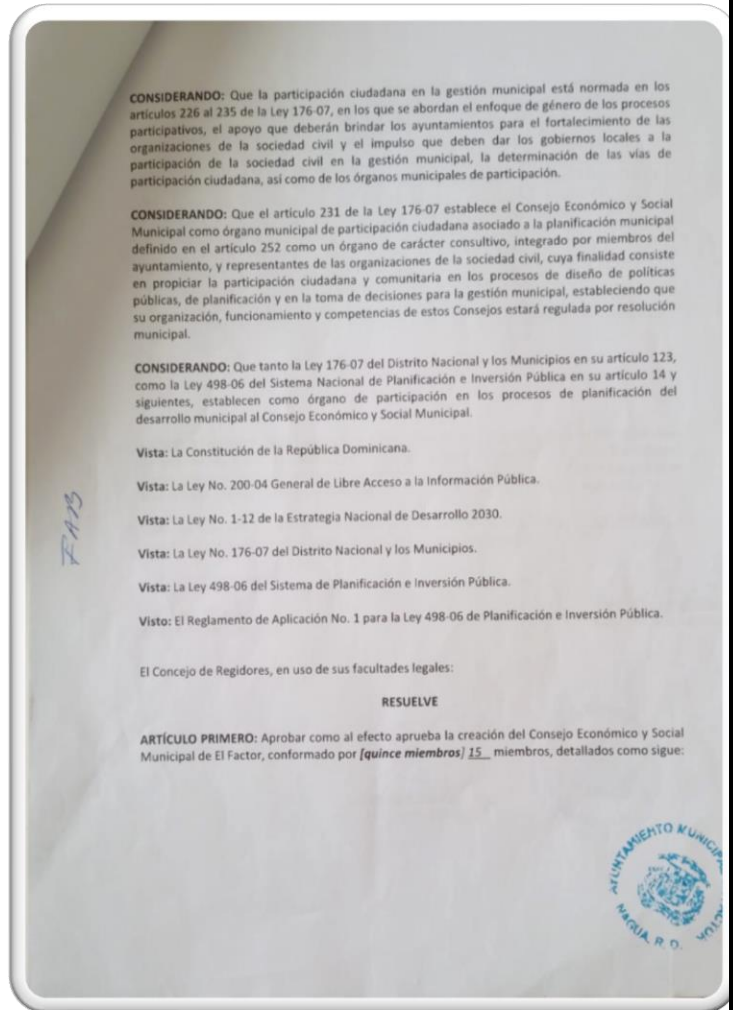 CONSIDERANDO: Que la participación ciudadana en la gestión municipal está normada en los
artículos 226 al 235 de la Ley 176-07, en los que se abordan el enfoque de género de los procesos
participativos, el apoyo que deberán brindar los ayuntamientos para el fortalecimiento de las
organizaciones de la sociedad civil y el impulso que deben dar los gobiernos locales a la
participación de la sociedad civil en la gestión municipal, la determinación de las vías de
participación ciudadana, así como de los órganos municipales de participación.
CONSIDERANDO: Que el artículo 231 de la Ley 176-07 establece el Consejo Económico y Social
Municipal como órgano municipal de participación ciudadana asociado a la planificación municipal
definido en el artículo 252 como un órgano de carácter consultivo, integrado por miembros del
ayuntamiento, y representantes de las organizaciones de la sociedad civil, cuya finalidad consiste
en propiciar la participación ciudadana y comunitaria en los procesos de diseño de políticas
públicas, de planificación y en la toma de decisiones para la gestión municipal, estableciendo que
su organización, funcionamiento y competencias de estos Consejos estará regulada por resolución
municipal.
CONSIDERANDO: Que tanto la Ley 176-07 del Distrito Nacional y los Municipios en su artículo 123,
como la Ley 498-06 del Sistema Nacional de Planificación e Inversión Pública en su artículo 14 y
siguientes, establecen como órgano de participación en los procesos de planificación del
desarrollo municipal al Consejo Económico y Social Municipal.
Vista: La Constitución de la República Dominicana.
Vista: La Ley No. 200-04 General de Libre Acceso a la Información Pública.
Vista: La Ley No. 1-12 de la Estrategia Nacional de Desarrollo 2030.
Vista: La Ley No. 176-07 del Distrito Nacional y los Municipios.
Vista: La Ley 498-06 del Sistema de Planificación e Inversión Pública.
Visto: El Reglamento de Aplicación No. 1 para la Ley 498-06 de Planificación e Inversión Pública.
El Concejo de Regidores, en uso de sus facultades legales:
RESUELVE
ARTÍCULO PRIMERO: Aprobar como al efecto aprueba la creación del Consejo Económico y Social
Municipal de El Factor, conformado por [quince miembros] 15 miembros, detallados como sigue:
AYUNTAMIENTO MUNICIPAL
NAGUA, R. D.